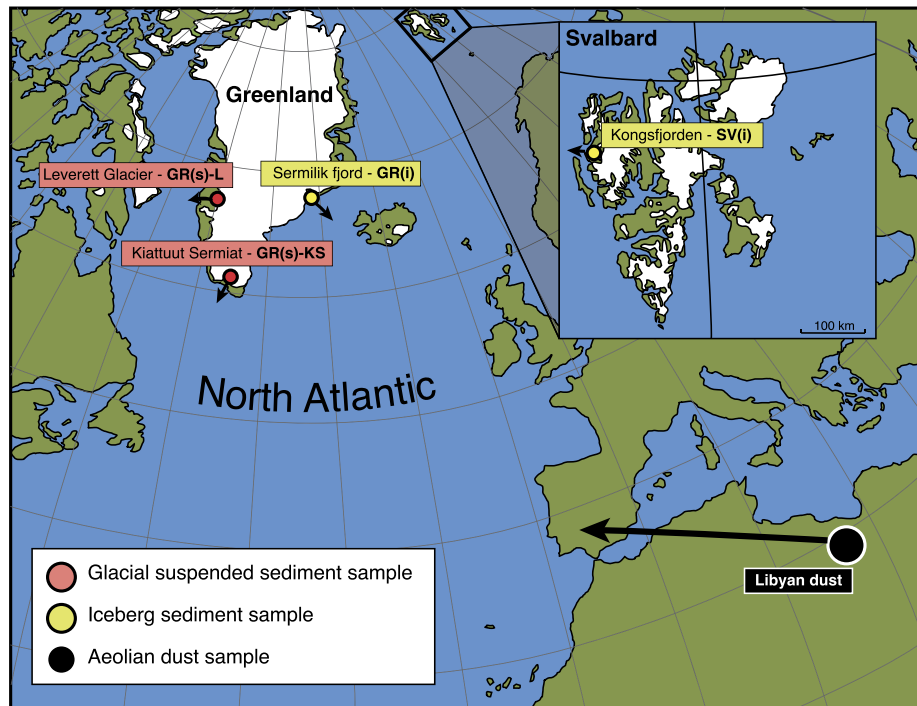 Svalbard
Greenland
Kongsfjorden - SV(i)
Leverett Glacier - GR(s)-L
Sermilik fjord - GR(i)
Kiattuut Sermiat - GR(s)-KS
100 km
North Atlantic
Glacial suspended sediment sample
Iceberg sediment sample
Aeolian dust sample
Libyan dust